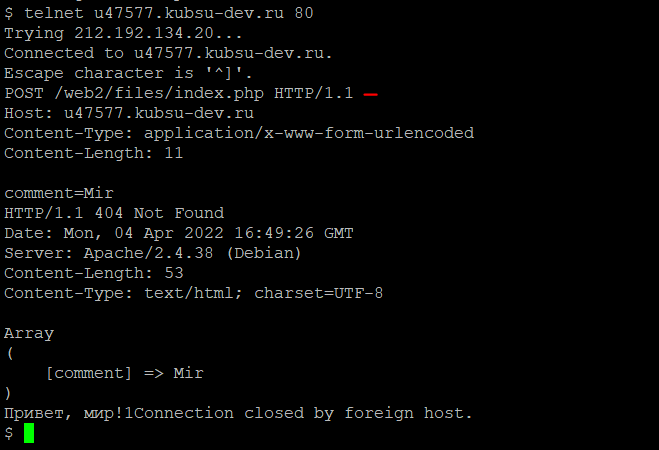 $ telnet u47577.kubsu-dev.ru 80
Trying 212.192.134.20...
Connected to u47577.kubsu-dev.ru.
Escape character is '^]'.
POST /web2/files/index.php HTTP/1.1
Host: u47577.kubsu-dev.ru
Content-Type: application/x-www-form-urlencoded
Content-Length: 11

comment=Mir
HTTP/1.1 404 Not Found
Date: Mon, 04 Apr 2022 16:49:26 GMT
Server: Apache/2.4.38 (Debian)
Content-Length: 53
Content-Type: text/html; charset=UTF-8

Array
(
    [comment] => Mir
)
Привет, мир!1Connection closed by foreign host.
$